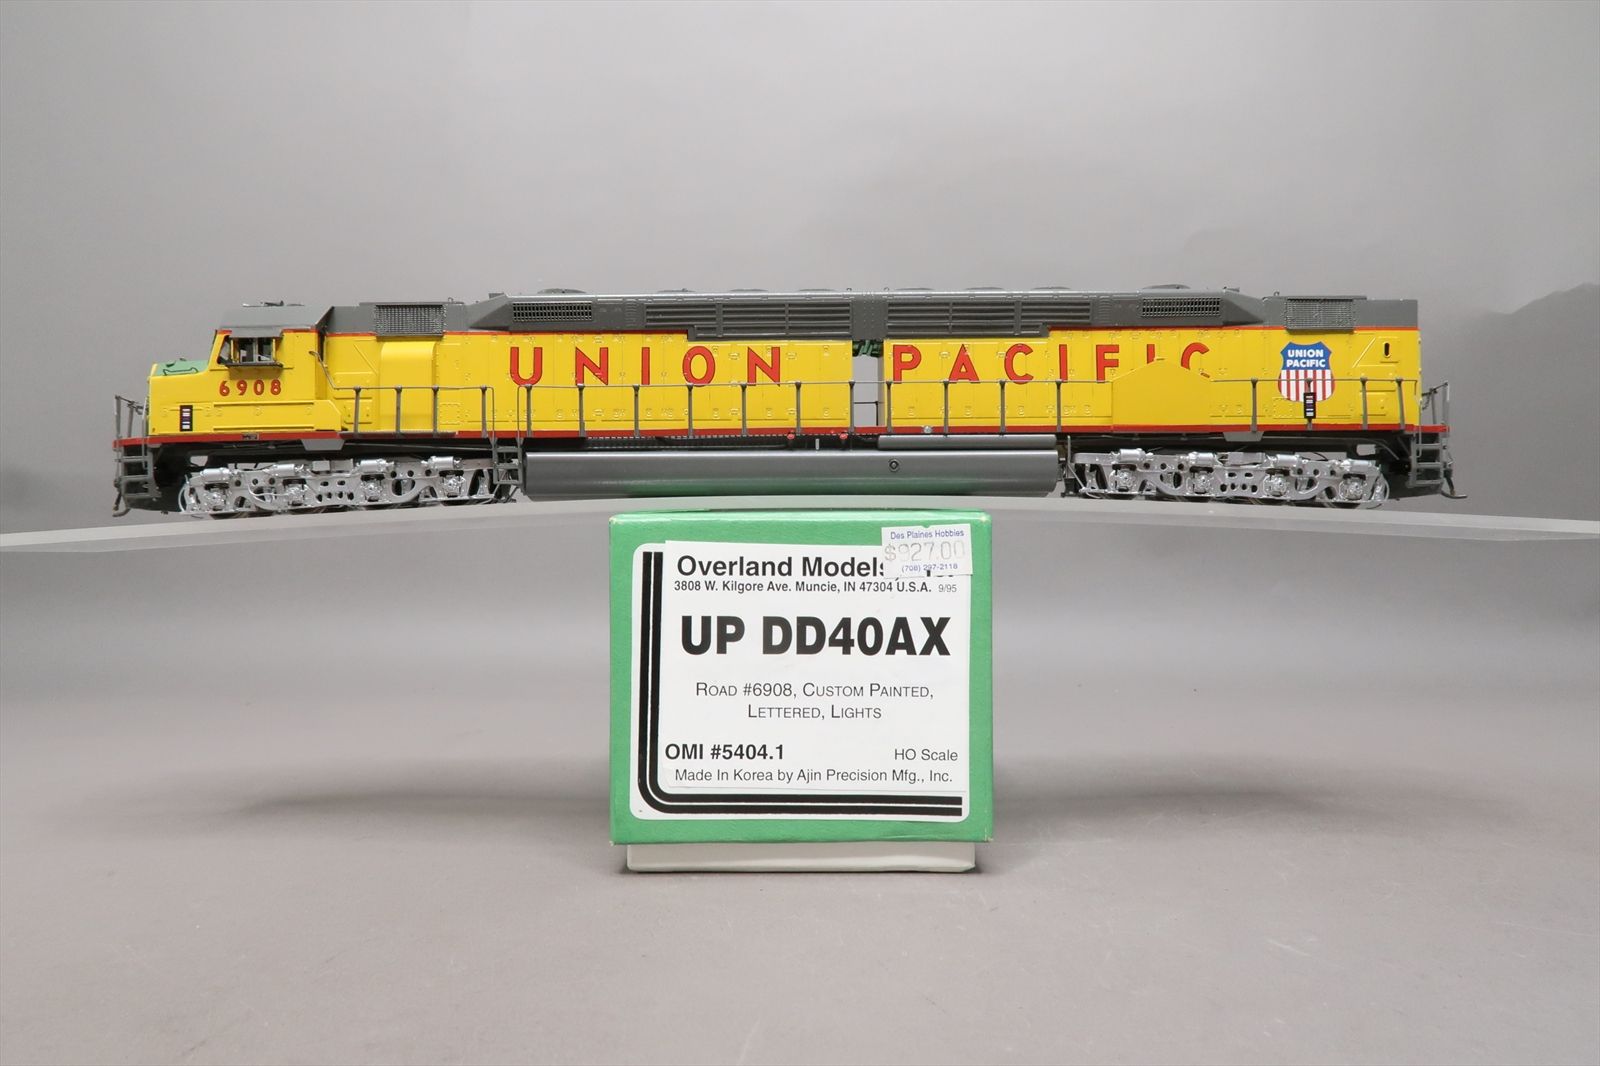 UNION PACIFIC
UNION
PACIFIC
6908
Des Plaines Hobbies
$927.00
(708) 297-2118
Overland Models,
3808 W. Kilgore Ave. Muncie, IN 47304 U.S.A. 9/95
UP DD40AX
ROAD #6908, CUSTOM PAINTED,
LETTERED, LIGHTS
OMI #5404.1 HO Scale
Made In Korea by Ajin Precision Mfg., Inc.